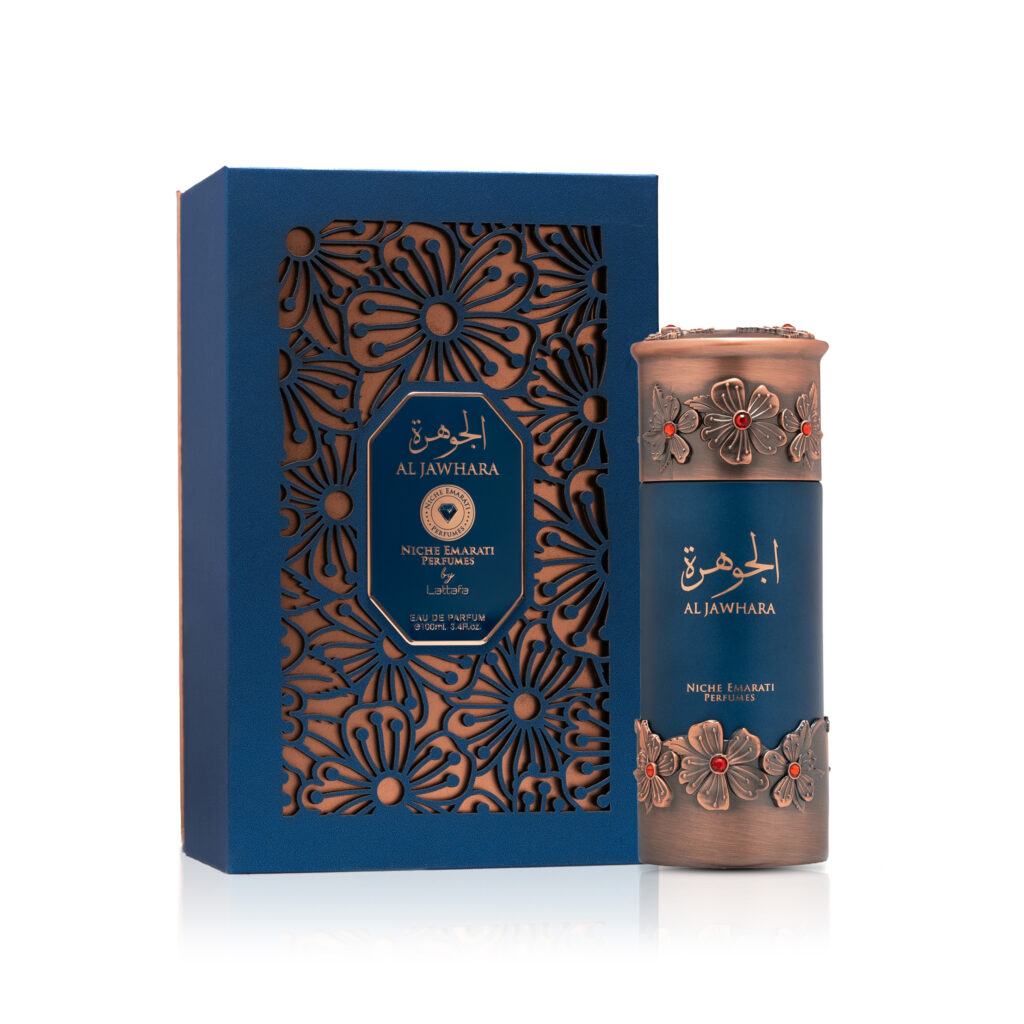 الجوهرة
AL JAWHARA
NICHE EMARATI
PERFUMES
NICHE EMARATI
PERFUMES
by
Lattafa
EAU DE PARFUM
℮100ml. 3.4fl.oz.
الجوهرة
AL JAWHARA
NICHE EMARATI
PERFUMES